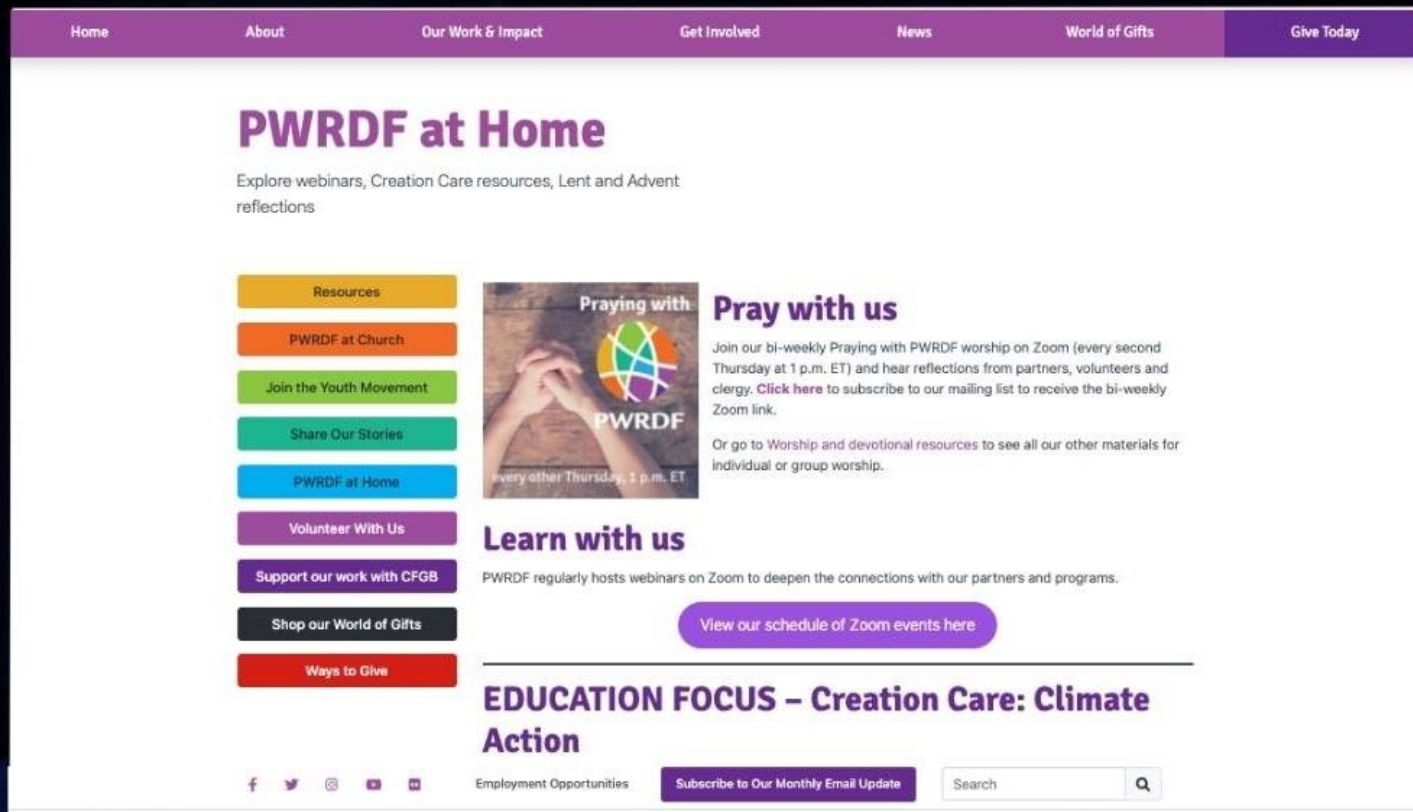 Home About Our Work & Impact Get Involved News World of Gifts Give Today
PWRDF at Home
Explore webinars, Creation Care resources, Lent and Advent
reflections
Resources
PWRDF at Church
Join the Youth Movement
Share Our Stories
PWRDF at Home
Volunteer With Us
Support our work with CFGB
Shop our World of Gifts
Ways to Give
Praying with
PWRDF
every other Thursday, 1 p.m. ET
Pray with us
Join our bi-weekly Praying with PWRDF worship on Zoom (every second
Thursday at 1 p.m. ET) and hear reflections from partners, volunteers and
clergy. Click here to subscribe to our mailing list to receive the bi-weekly
Zoom link.
Or go to Worship and devotional resources to see all our other materials for
individual or group worship.
Learn with us
PWRDF regularly hosts webinars on Zoom to deepen the connections with our partners and programs.
View our schedule of Zoom events here
EDUCATION FOCUS – Creation Care: Climate
Action
Employment Opportunities Subscribe to Our Monthly Email Update Search